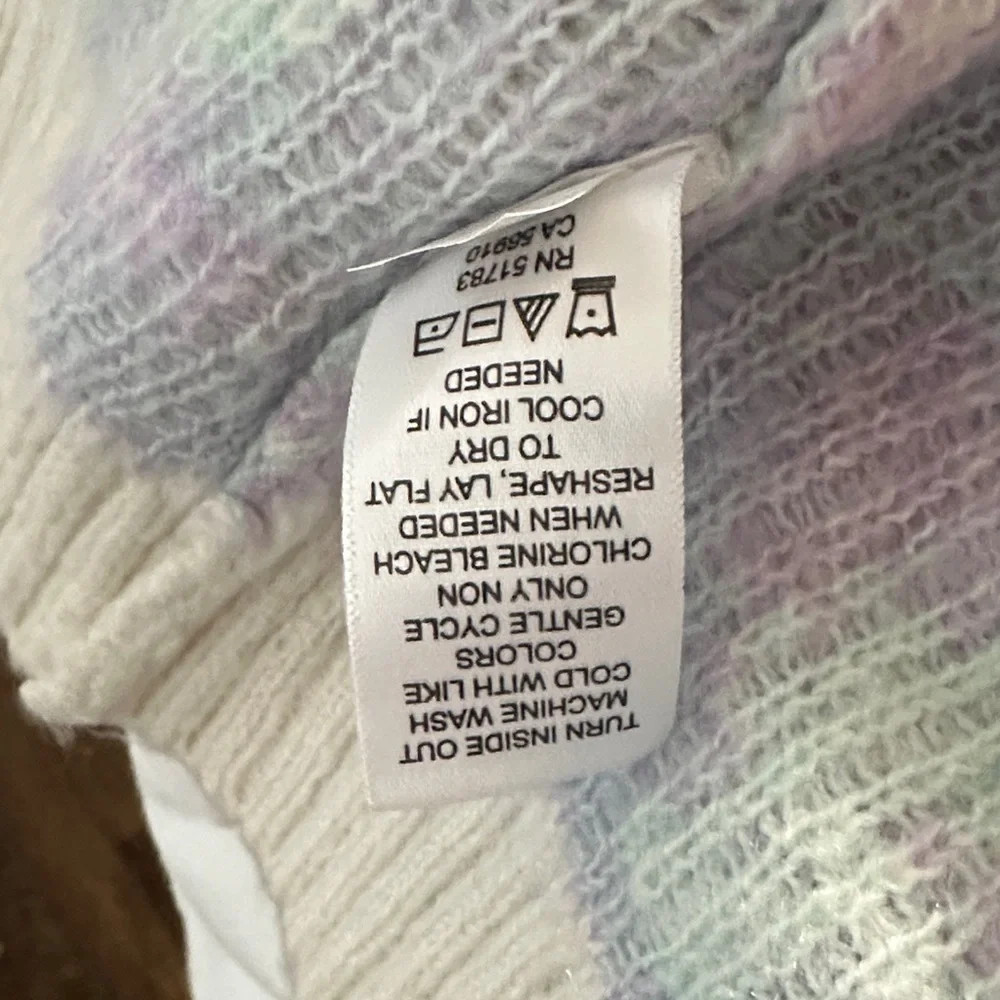 TURN INSIDE OUT
MACHINE WASH
COLD WITH LIKE
COLORS
GENTLE CYCLE
ONLY NON
CHLORINE BLEACH
WHEN NEEDED
RESHAPE, LAY FLAT
TO DRY
COOL IRON IF
NEEDED
RN 51783
CA 56910